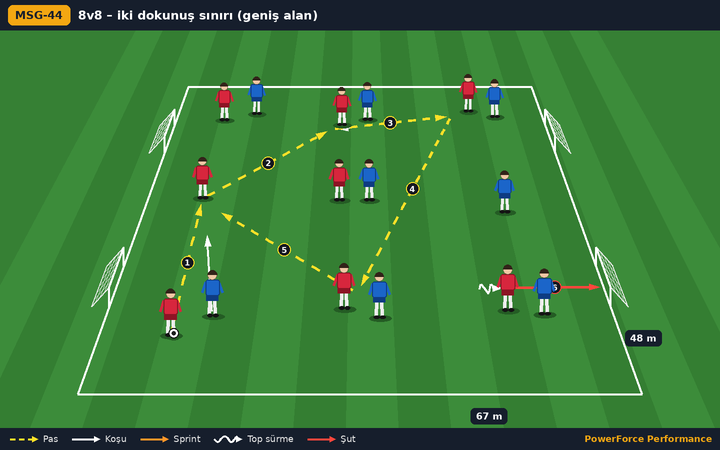 MSG-44 8v8 – iki dokunuş sınırı (geniş alan)
3
2
4
5
1
6
48 m
67 m
Pas Koşu Sprint Top sürme Şut PowerForce Performance